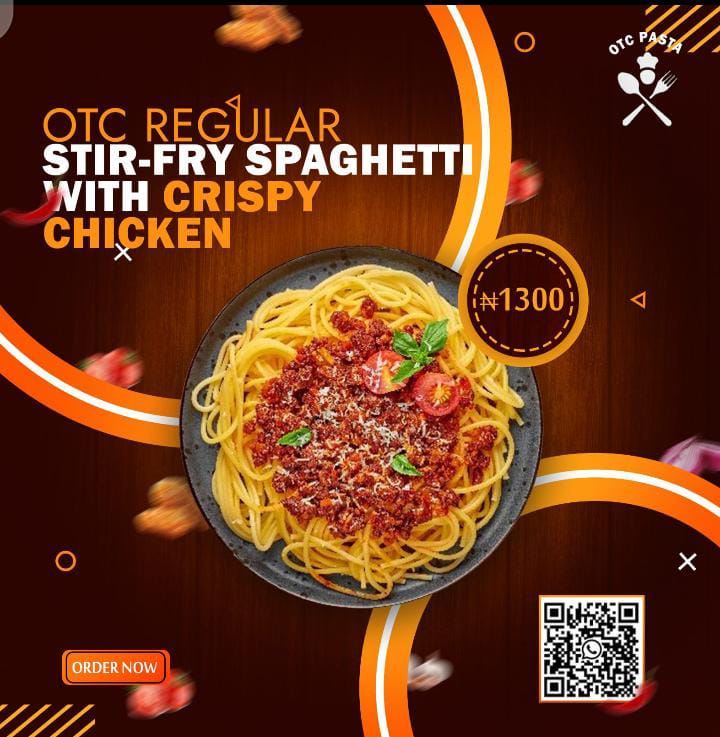 OTC PASTA
OTC REGULAR
STIR-FRY SPAGHETTI
WITH CRISPY
CHICKEN
₦1300
ORDER NOW